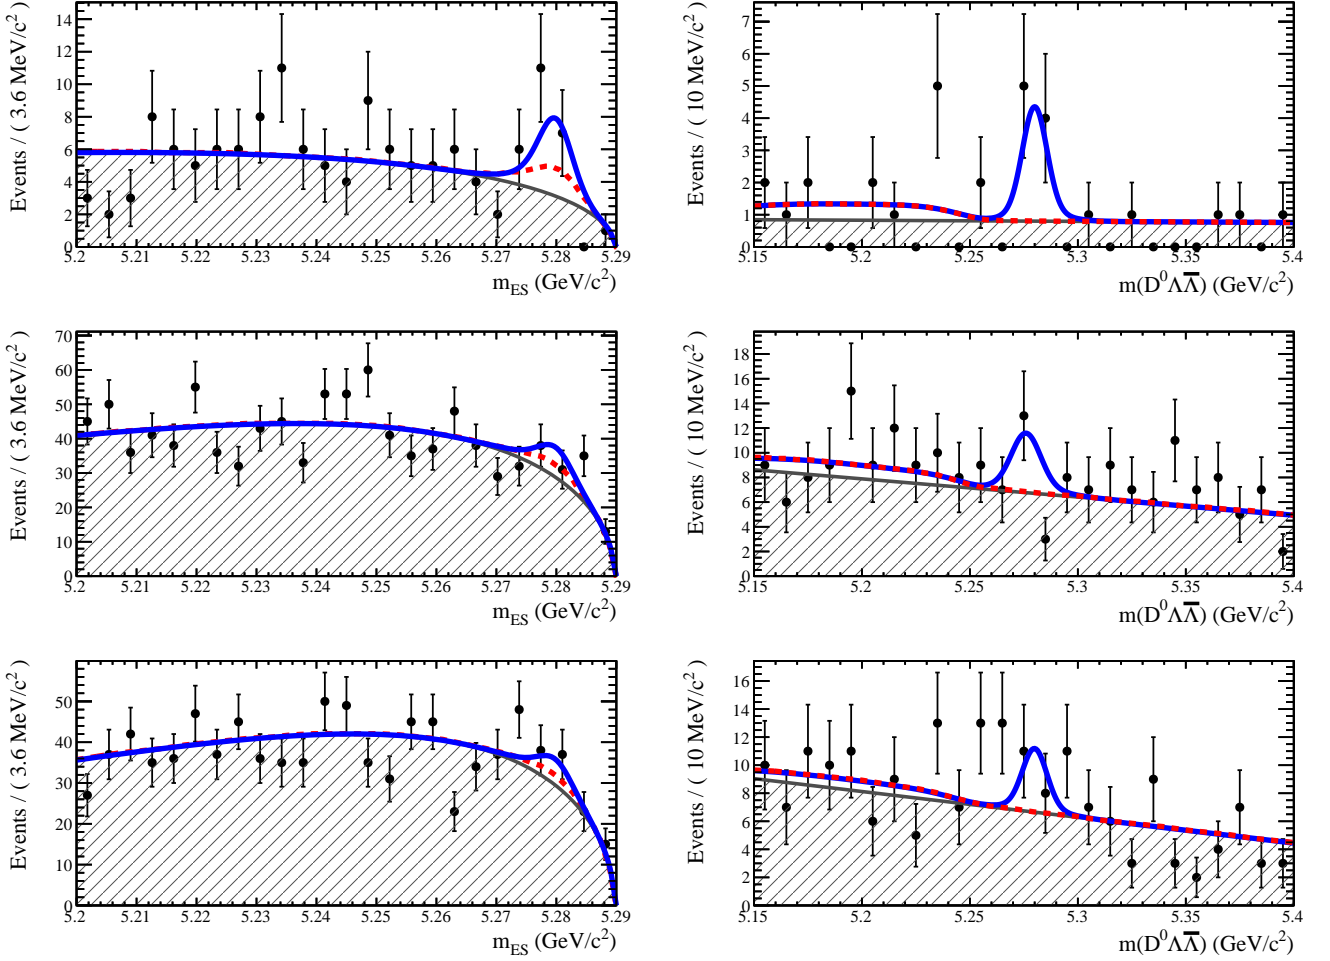 Events / ( 3.6 MeV/c² )
14
12
10
8
6
4
2
0
5.2 5.21 5.22 5.23 5.24 5.25 5.26 5.27 5.28 5.29
m_ES (GeV/c²)
Events / ( 10 MeV/c² )
7
6
5
4
3
2
1
0
5.15 5.2 5.25 5.3 5.35 5.4
m(D⁰ΛΛ̅) (GeV/c²)
Events / ( 3.6 MeV/c² )
70
60
50
40
30
20
10
0
5.2 5.21 5.22 5.23 5.24 5.25 5.26 5.27 5.28 5.29
m_ES (GeV/c²)
Events / ( 10 MeV/c² )
18
16
14
12
10
8
6
4
2
0
5.15 5.2 5.25 5.3 5.35 5.4
m(D⁰ΛΛ̅) (GeV/c²)
Events / ( 3.6 MeV/c² )
50
40
30
20
10
0
5.2 5.21 5.22 5.23 5.24 5.25 5.26 5.27 5.28 5.29
m_ES (GeV/c²)
Events / ( 10 MeV/c² )
16
14
12
10
8
6
4
2
0
5.15 5.2 5.25 5.3 5.35 5.4
m(D⁰ΛΛ̅) (GeV/c²)